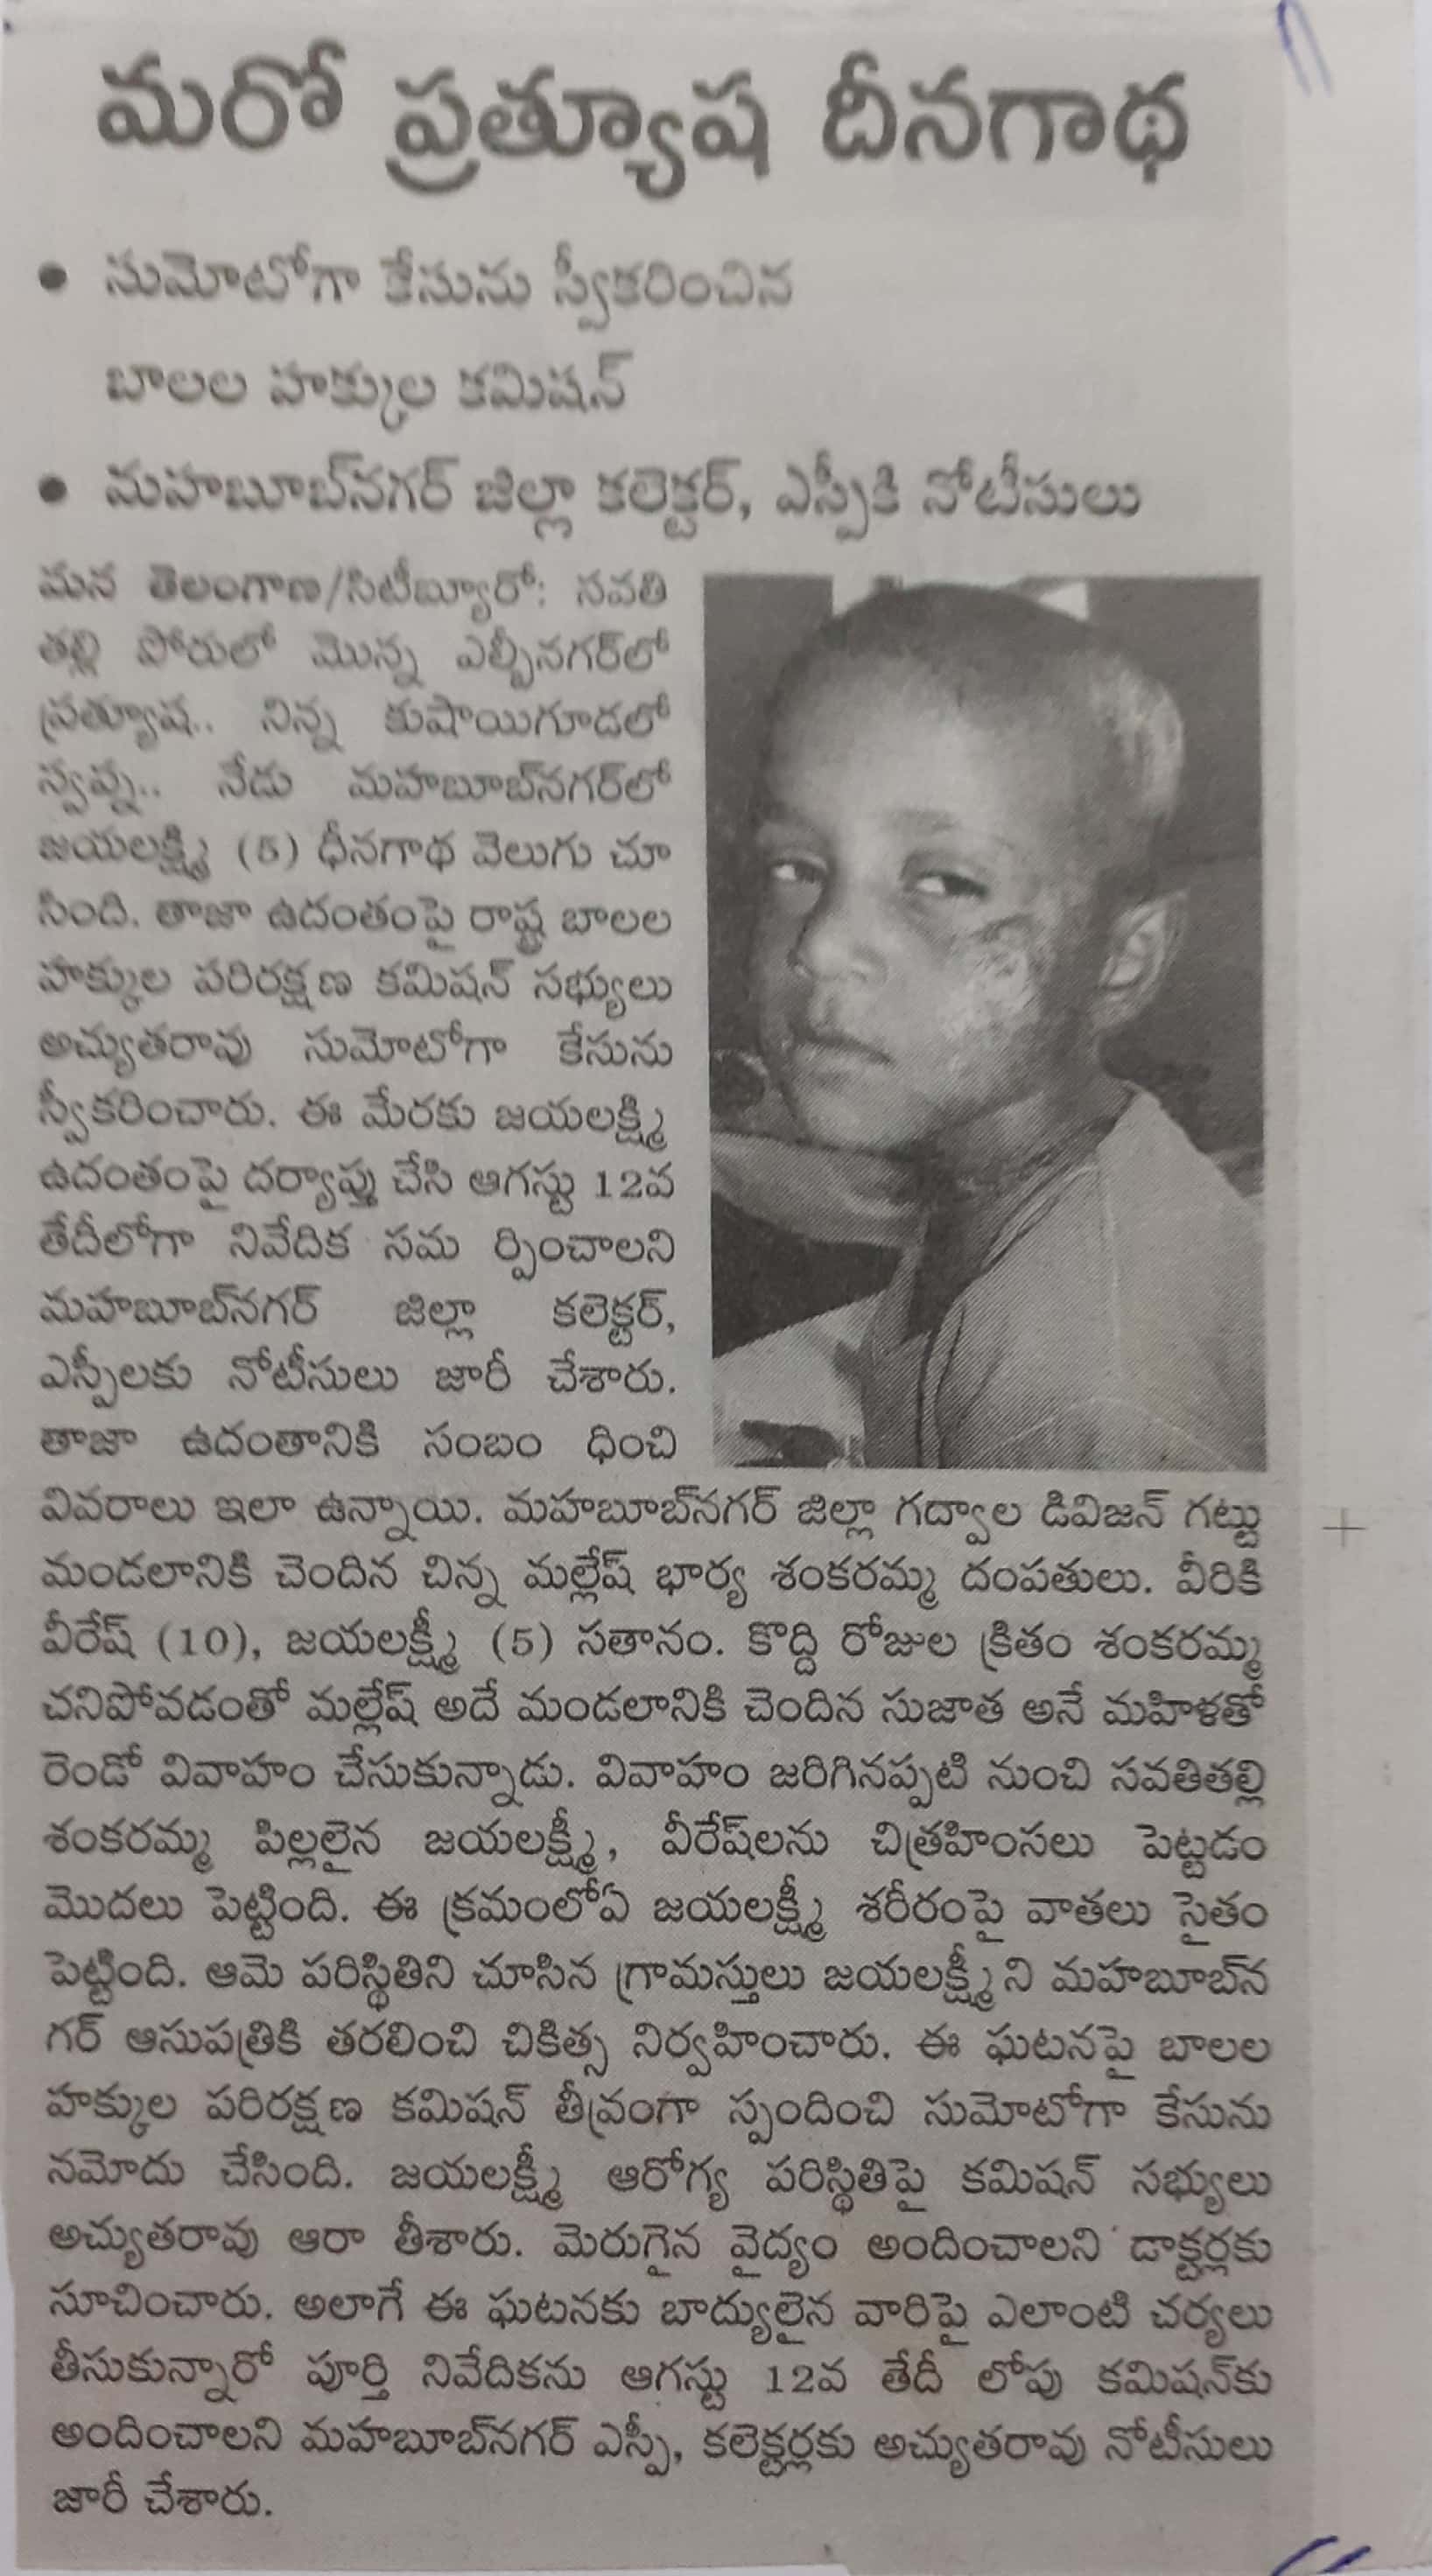 మరో ప్రత్యూష దీనగాథ
• సుమోటోగా కేసును స్వీకరించిన
బాలల హక్కుల కమిషన్
• మహబూబ్‌నగర్ జిల్లా కలెక్టర్, ఎస్పీకి నోటీసులు
మన తెలంగాణ/సిటీబ్యూరో: సవతి
తల్లి పోరులో మొన్న ఎల్బీనగర్‌లో
ప్రత్యూష.. నిన్న కుషాయిగూడలో
స్వప్న.. నేడు మహబూబ్‌నగర్‌లో
జయలక్ష్మి (5) ధీనగాథ వెలుగు చూ
సింది. తాజా ఉదంతంపై రాష్ట్ర బాలల
హక్కుల పరిరక్షణ కమిషన్ సభ్యులు
అచ్యుతరావు సుమోటోగా కేసును
స్వీకరించారు. ఈ మేరకు జయలక్ష్మి
ఉదంతంపై దర్యాప్తు చేసి ఆగస్టు 12వ
తేదీలోగా నివేదిక సమ ర్పించాలని
మహబూబ్‌నగర్ జిల్లా కలెక్టర్,
ఎస్పీలకు నోటీసులు జారీ చేశారు.
తాజా ఉదంతానికి సంబం ధించి
వివరాలు ఇలా ఉన్నాయి. మహబూబ్‌నగర్ జిల్లా గద్వాల డివిజన్ గట్టు
మండలానికి చెందిన చిన్న మల్లేష్ భార్య శంకరమ్మ దంపతులు. వీరికి
వీరేష్ (10), జయలక్ష్మీ (5) సతానం. కొద్ది రోజుల క్రితం శంకరమ్మ
చనిపోవడంతో మల్లేష్ అదే మండలానికి చెందిన సుజాత అనే మహిళతో
రెండో వివాహం చేసుకున్నాడు. వివాహం జరిగినప్పటి నుంచి సవతితల్లి
శంకరమ్మ పిల్లలైన జయలక్ష్మీ, వీరేష్‌లను చిత్రహింసలు పెట్టడం
మొదలు పెట్టింది. ఈ క్రమంలోఏ జయలక్ష్మీ శరీరంపై వాతలు సైతం
పెట్టింది. ఆమె పరిస్థితిని చూసిన గ్రామస్తులు జయలక్ష్మీ ని మహబూబ్‌న
గర్ ఆసుపత్రికి తరలించి చికిత్స నిర్వహించారు. ఈ ఘటనపై బాలల
హక్కుల పరిరక్షణ కమిషన్ తీవ్రంగా స్పందించి సుమోటోగా కేసును
నమోదు చేసింది. జయలక్ష్మీ ఆరోగ్య పరిస్థితిపై కమిషన్ సభ్యులు
అచ్యుతరావు ఆరా తీశారు. మెరుగైన వైద్యం అందించాలని డాక్టర్లకు
సూచించారు. అలాగే ఈ ఘటనకు బాద్యులైన వారిపై ఎలాంటి చర్యలు
తీసుకున్నారో పూర్తి నివేదికను ఆగస్టు 12వ తేదీ లోపు కమిషన్‌కు
అందించాలని మహబూబ్‌నగర్ ఎస్పీ, కలెక్టర్లకు అచ్యుతరావు నోటీసులు
జారీ చేశారు.